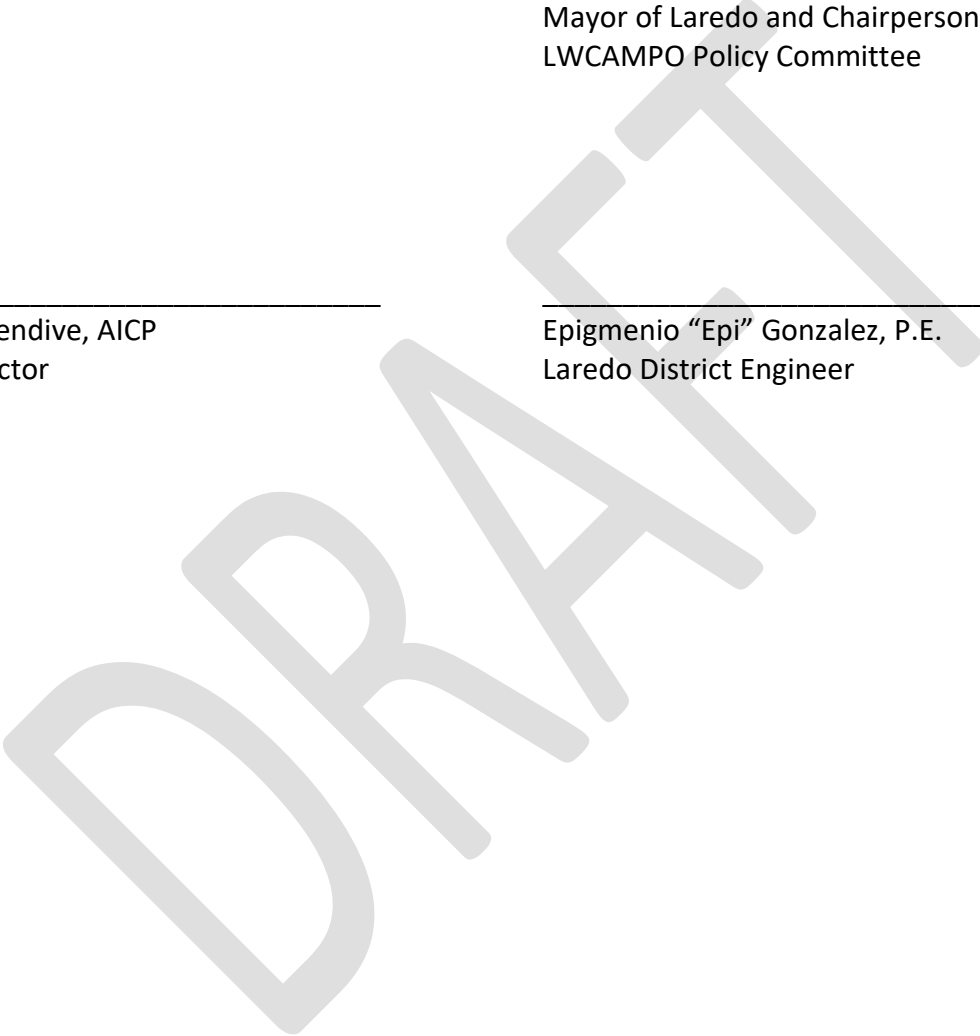 Mayor of Laredo and Chairperson
LWCAMPO Policy Committee
endive, AICP
ctor
Epigmenio “Epi” Gonzalez, P.E.
Laredo District Engineer
DRAFT